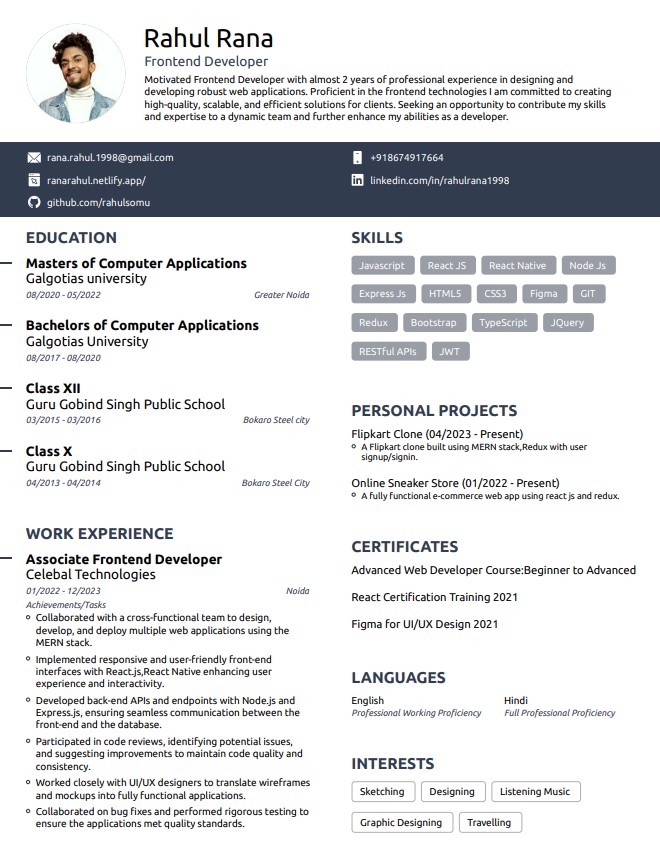 Rahul Rana
Frontend Developer
Motivated Frontend Developer with almost 2 years of professional experience in designing and
developing robust web applications. Proficient in the frontend technologies I am committed to creating
high-quality, scalable, and efficient solutions for clients. Seeking an opportunity to contribute my skills
and expertise to a dynamic team and further enhance my abilities as a developer.
rana.rahul.1998@gmail.com
+918674917664
ranarahul.netlify.app/
linkedin.com/in/rahulrana1998
github.com/rahulsomu
EDUCATION
Masters of Computer Applications
Galgotias university
08/2020 - 05/2022 Greater Noida
Bachelors of Computer Applications
Galgotias University
08/2017 - 08/2020
Class XII
Guru Gobind Singh Public School
03/2015 - 03/2016 Bokaro Steel city
Class X
Guru Gobind Singh Public School
04/2013 - 04/2014 Bokaro Steel City
WORK EXPERIENCE
Associate Frontend Developer
Celebal Technologies
01/2022 - 12/2023 Noida
Achievements/Tasks
Collaborated with a cross-functional team to design,
develop, and deploy multiple web applications using the
MERN stack.
Implemented responsive and user-friendly front-end
interfaces with React.js,React Native enhancing user
experience and interactivity.
Developed back-end APIs and endpoints with Node.js and
Express.js, ensuring seamless communication between the
front-end and the database.
Participated in code reviews, identifying potential issues,
and suggesting improvements to maintain code quality and
consistency.
Worked closely with UI/UX designers to translate wireframes
and mockups into fully functional applications.
Collaborated on bug fixes and performed rigorous testing to
ensure the applications met quality standards.
SKILLS
Javascript React JS React Native Node Js
Express Js HTML5 CSS3 Figma GIT
Redux Bootstrap TypeScript JQuery
RESTful APIs JWT
PERSONAL PROJECTS
Flipkart Clone (04/2023 - Present)
A Flipkart clone built using MERN stack,Redux with user
signup/signin.
Online Sneaker Store (01/2022 - Present)
A fully functional e-commerce web app using react js and redux.
CERTIFICATES
Advanced Web Developer Course:Beginner to Advanced
React Certification Training 2021
Figma for UI/UX Design 2021
LANGUAGES
English Hindi
Professional Working Proficiency Full Professional Proficiency
INTERESTS
Sketching Designing Listening Music
Graphic Designing Travelling